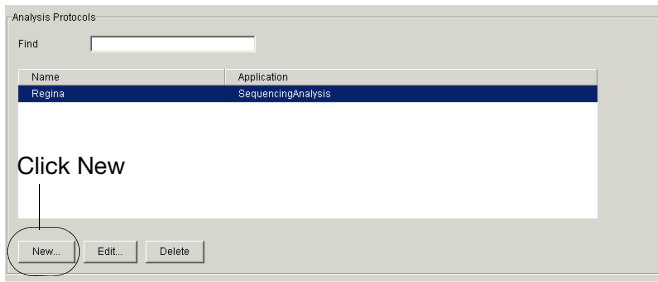 Analysis Protocols
Find
Name Application
Regina SequencingAnalysis
Click New
New... Edit... Delete